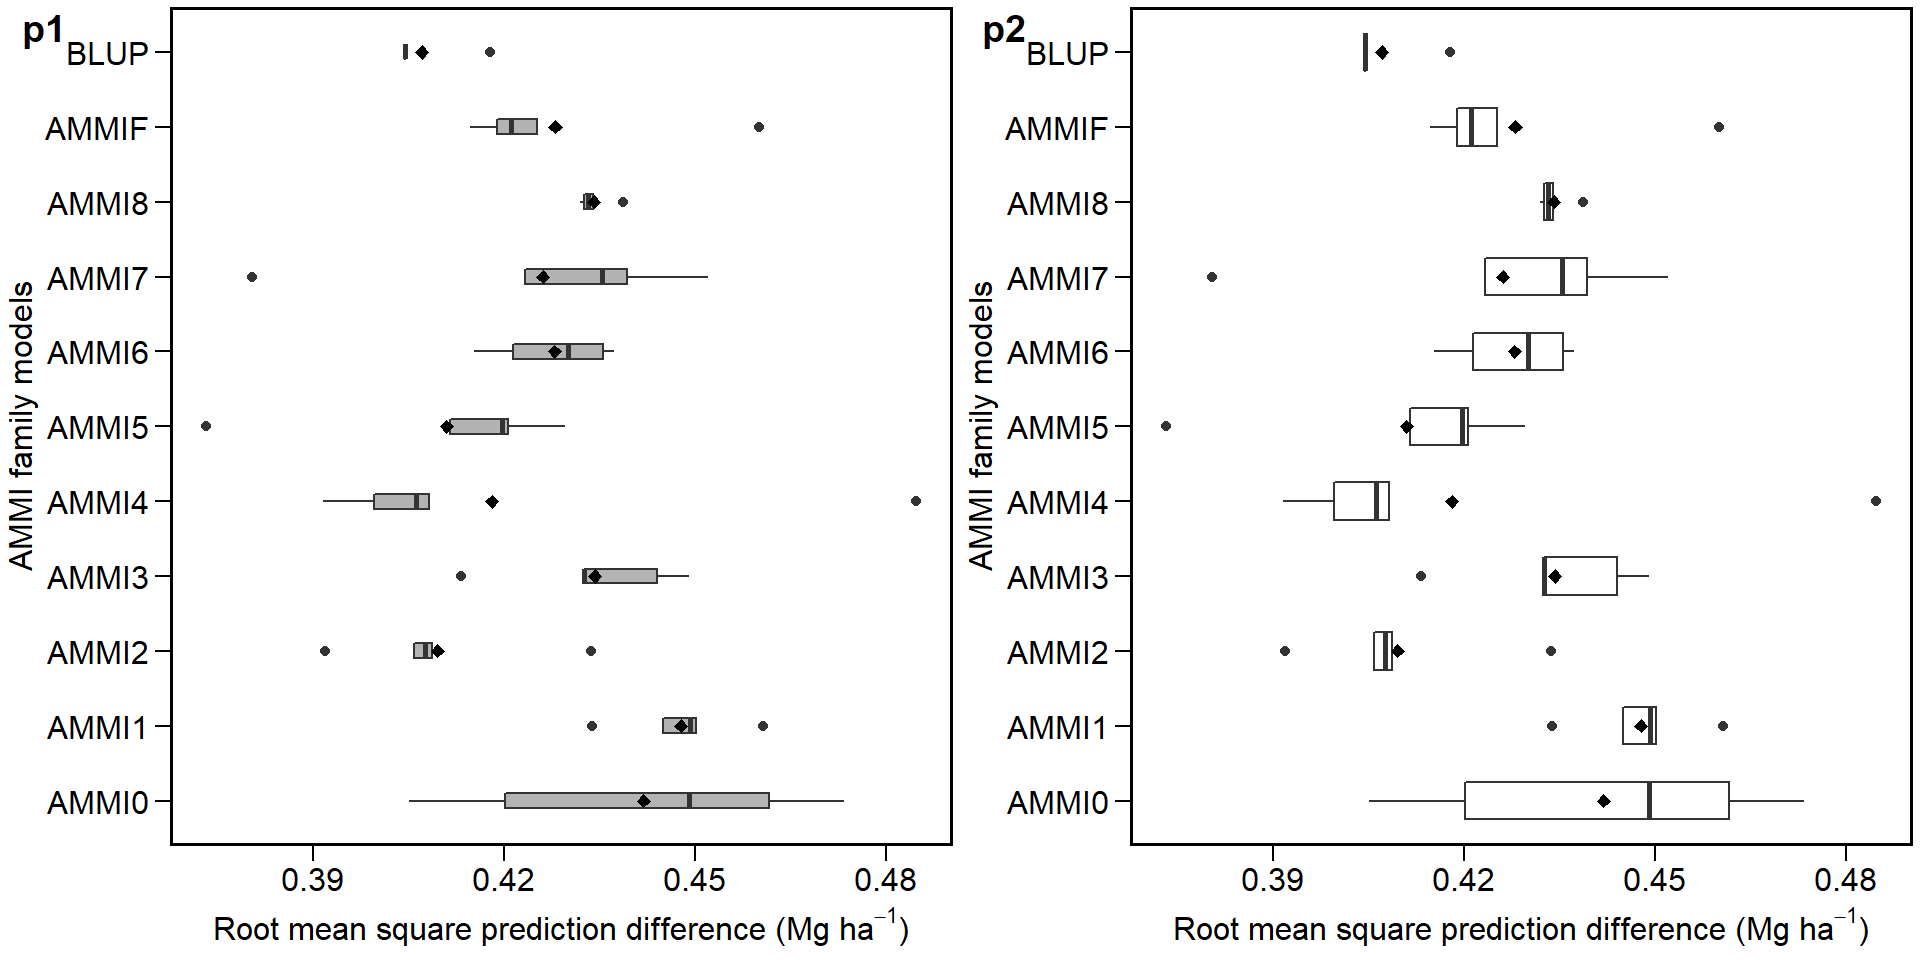 p1
BLUP
AMMIF
AMMI8
AMMI7
AMMI6
AMMI5
AMMI4
AMMI3
AMMI2
AMMI1
AMMI0
AMMI family models
0.39 0.42 0.45 0.48
Root mean square prediction difference (Mg ha⁻¹)
p2
BLUP
AMMIF
AMMI8
AMMI7
AMMI6
AMMI5
AMMI4
AMMI3
AMMI2
AMMI1
AMMI0
AMMI family models
0.39 0.42 0.45 0.48
Root mean square prediction difference (Mg ha⁻¹)